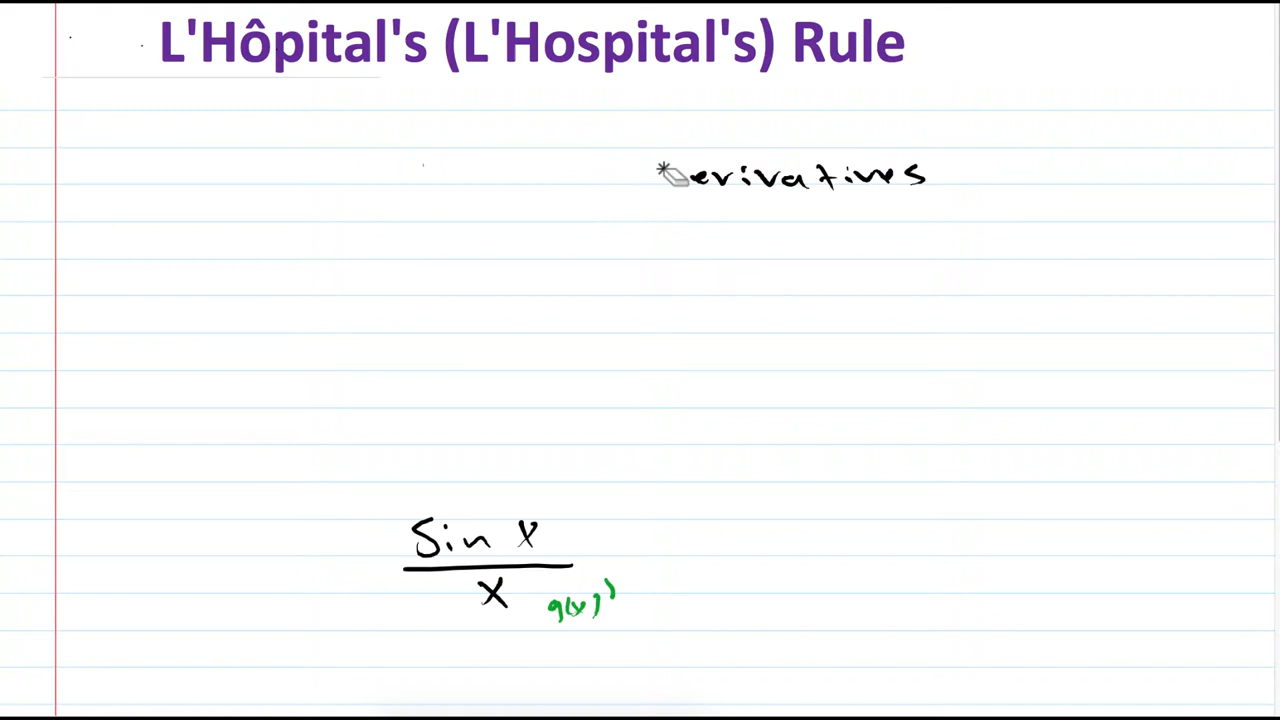 L'Hôpital's (L'Hospital's) Rule
erivatives
Sin x
x
g(x)